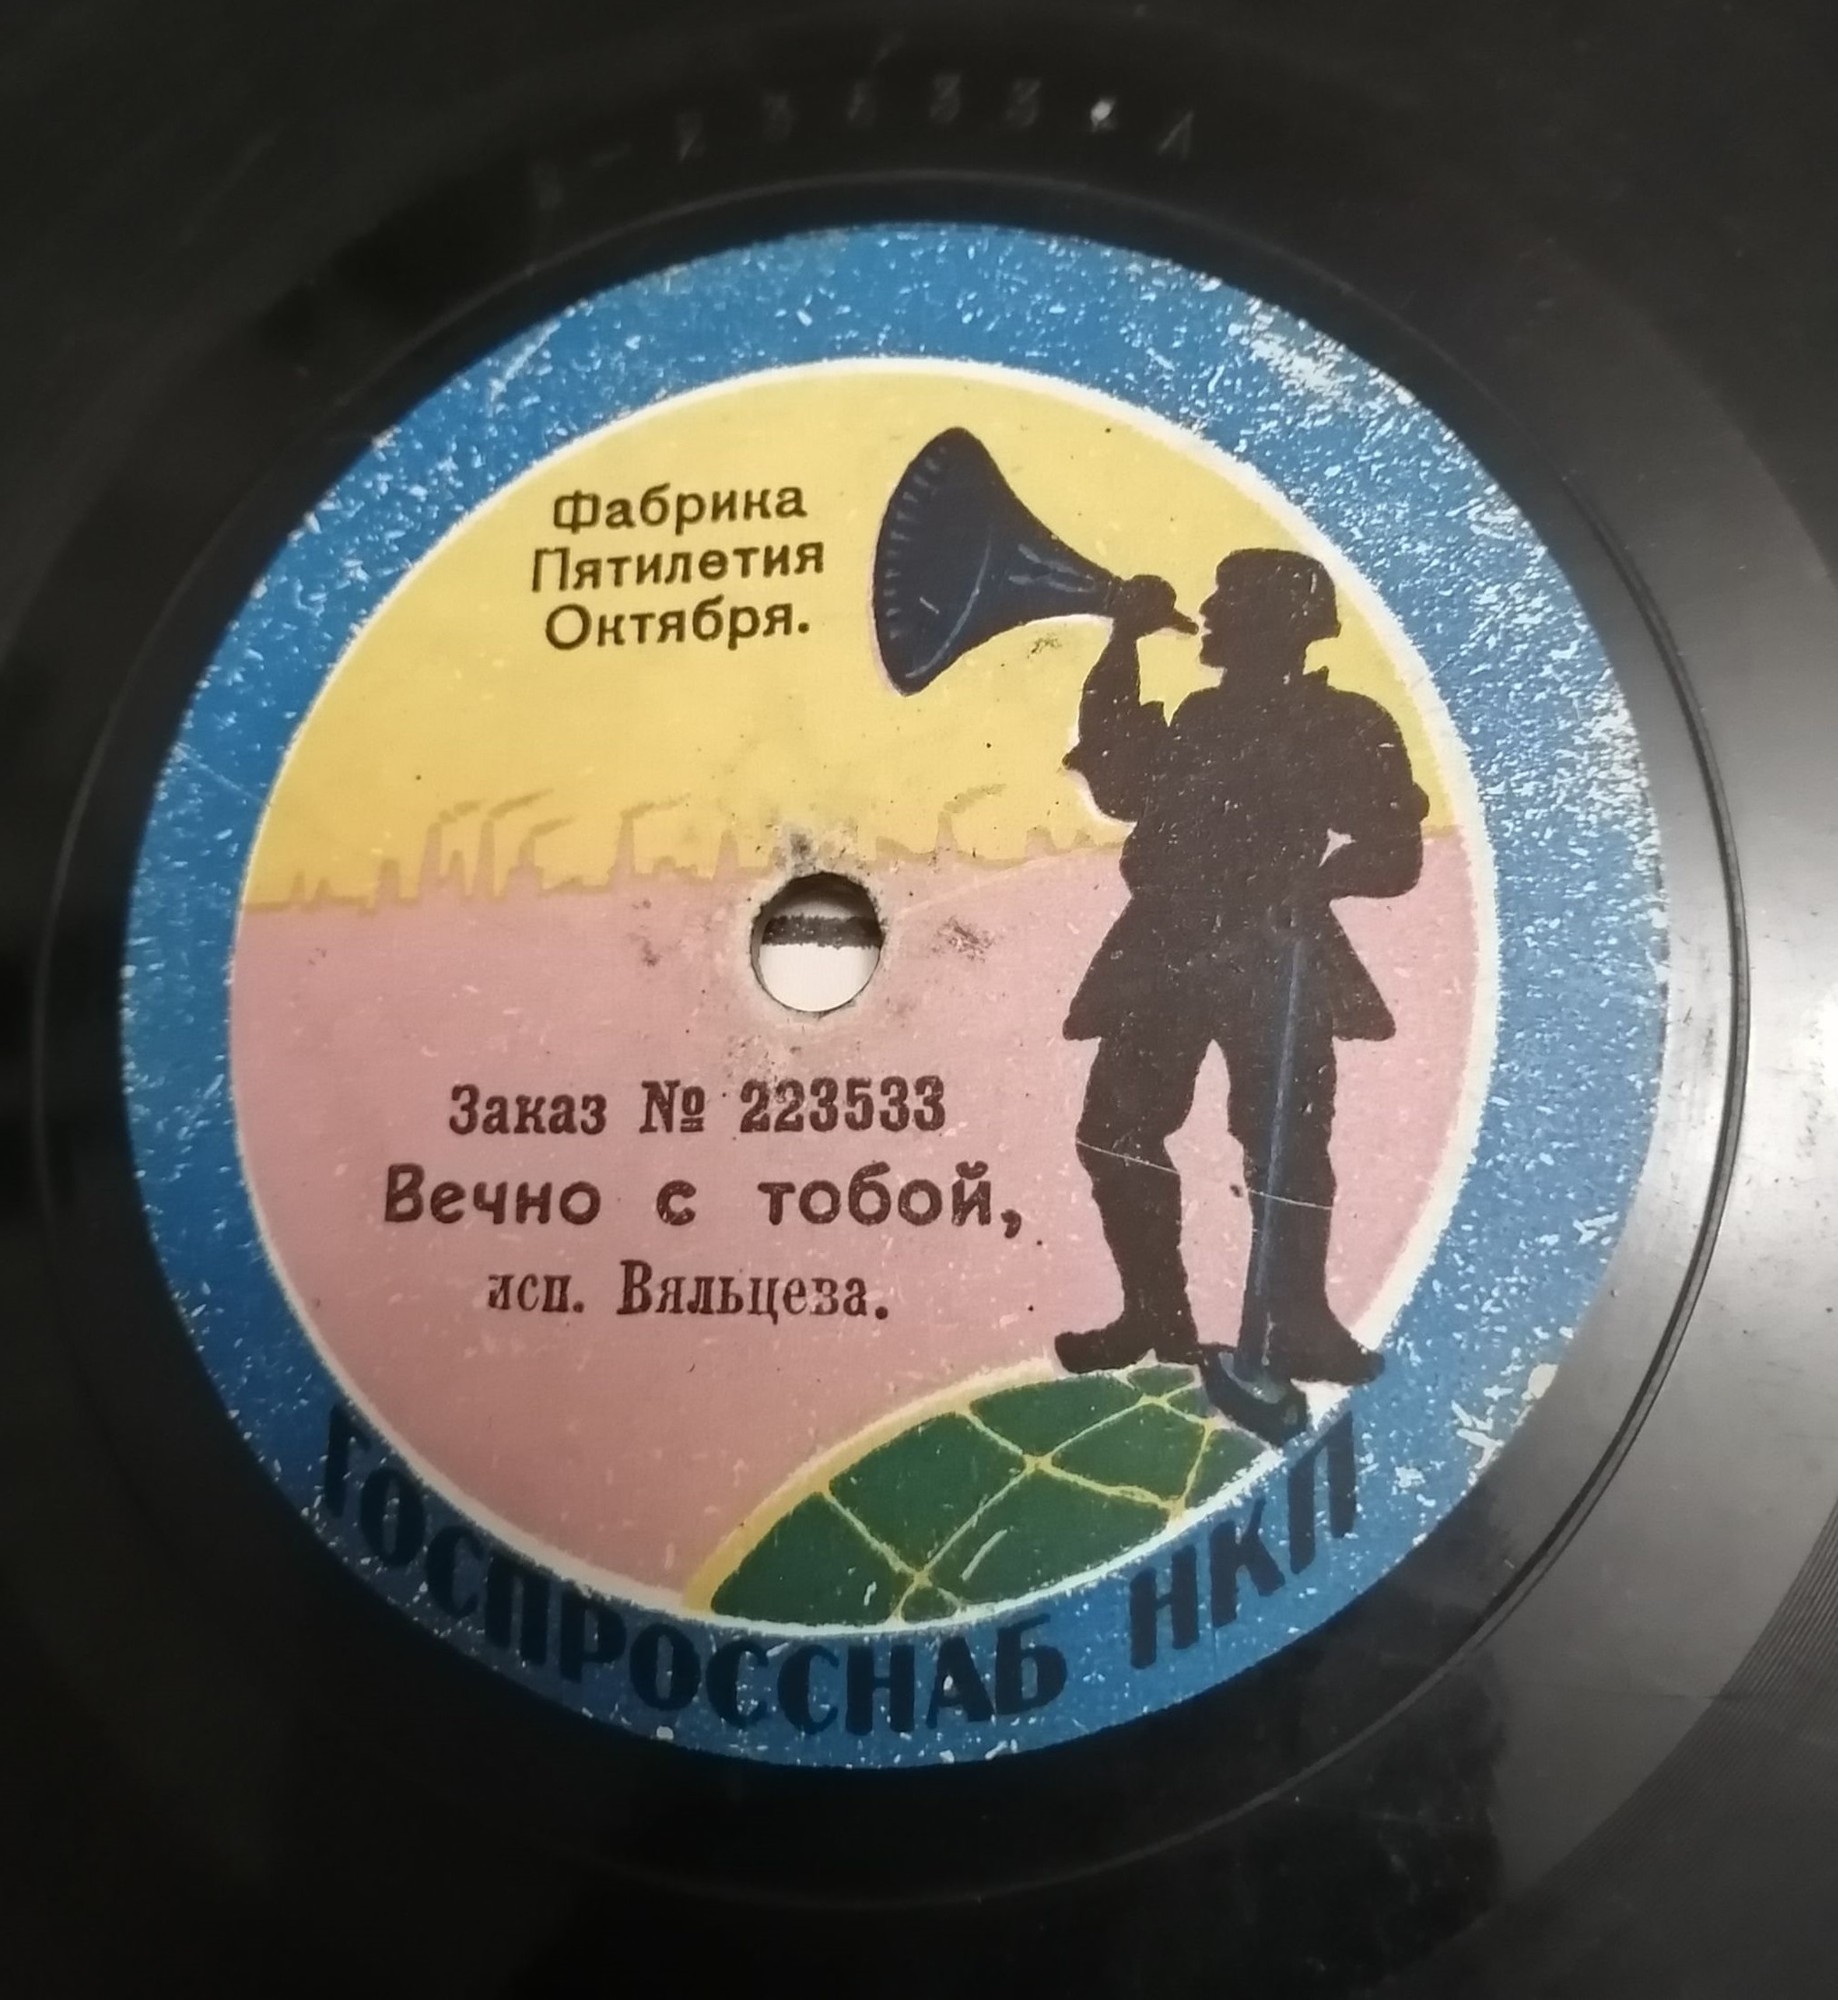 Фабрика
Пятилетия
Октября.
Заказ № 223533
Вечно с тобой,
исп. Вяльцева.
ГОСПРОССНАБ НКП